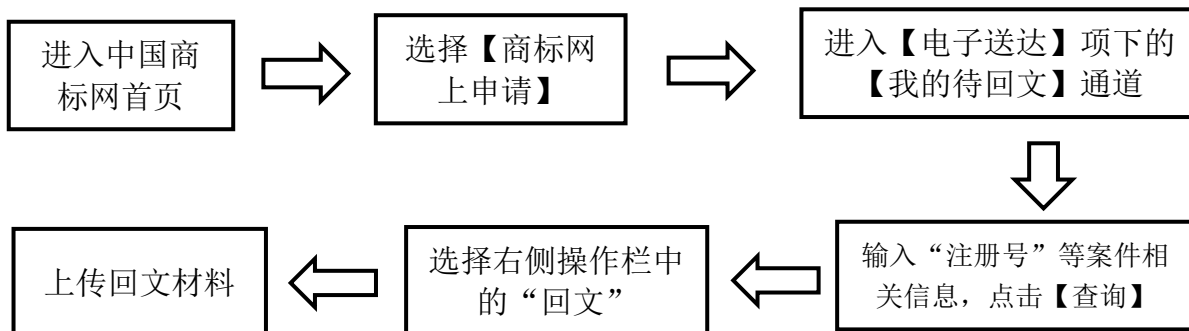 进入中国商
标网首页
选择【商标网
上申请】
进入【电子送达】项下的
【我的待回文】通道
输入“注册号”等案件相
关信息，点击【查询】
选择右侧操作栏中
的“回文”
上传回文材料